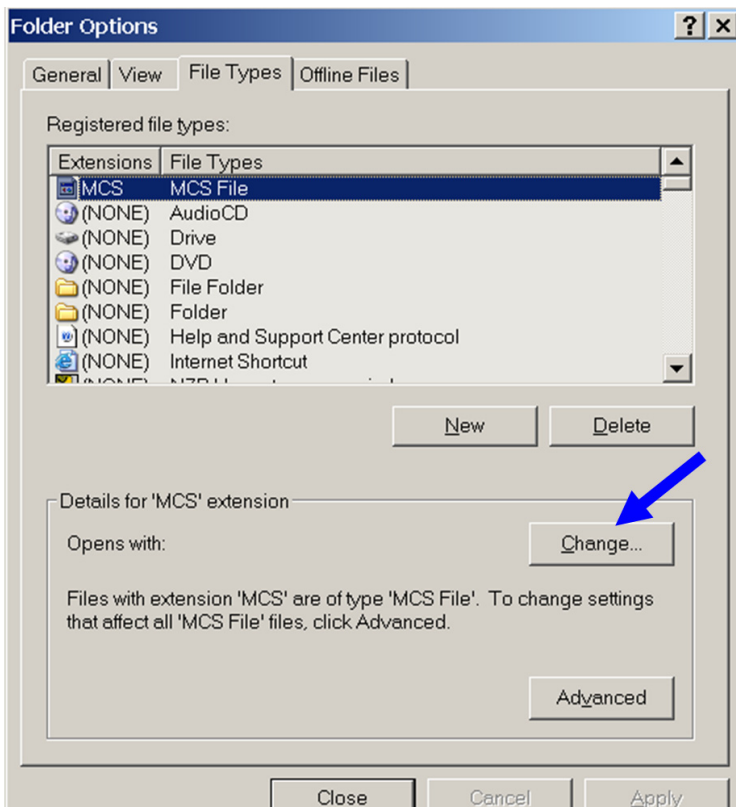 Folder Options
General View File Types Offline Files
Registered file types:
Extensions File Types
MCS MCS File
(NONE) AudioCD
(NONE) Drive
(NONE) DVD
(NONE) File Folder
(NONE) Folder
(NONE) Help and Support Center protocol
(NONE) Internet Shortcut
New Delete
Details for 'MCS' extension
Opens with: Change...
Files with extension 'MCS' are of type 'MCS File'. To change settings
that affect all 'MCS File' files, click Advanced.
Advanced
Close Cancel Apply